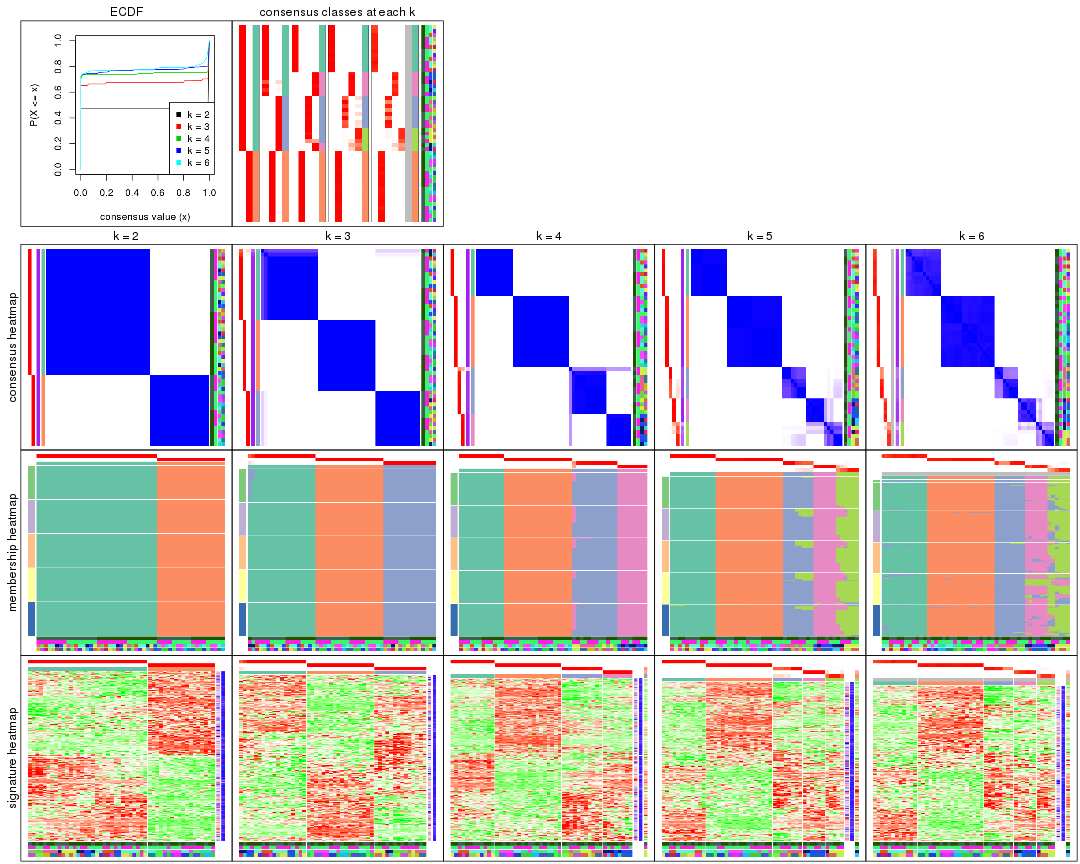 ECDF
consensus classes at each k
P(X <= x)
0.0 0.2 0.4 0.6 0.8 1.0
k = 2
k = 3
k = 4
k = 5
k = 6
0.0 0.2 0.4 0.6 0.8 1.0
consensus value (x)
k = 2 k = 3 k = 4 k = 5 k = 6
consensus heatmap
membership heatmap
signature heatmap